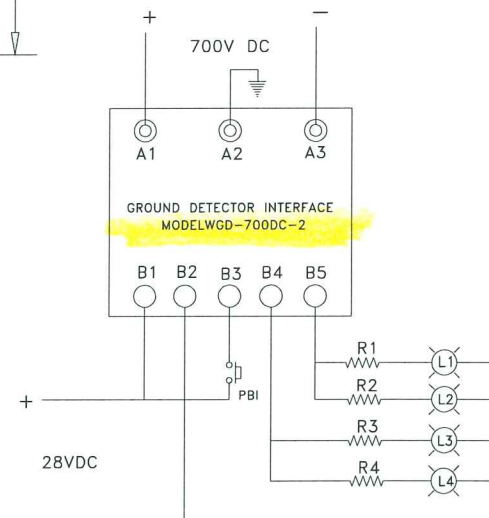 + −
700V DC
A1 A2 A3
GROUND DETECTOR INTERFACE
MODELWGD-700DC-2
B1 B2 B3 B4 B5
R1 L1
R2 L2
PBI
+
R3 L3
28VDC
R4 L4